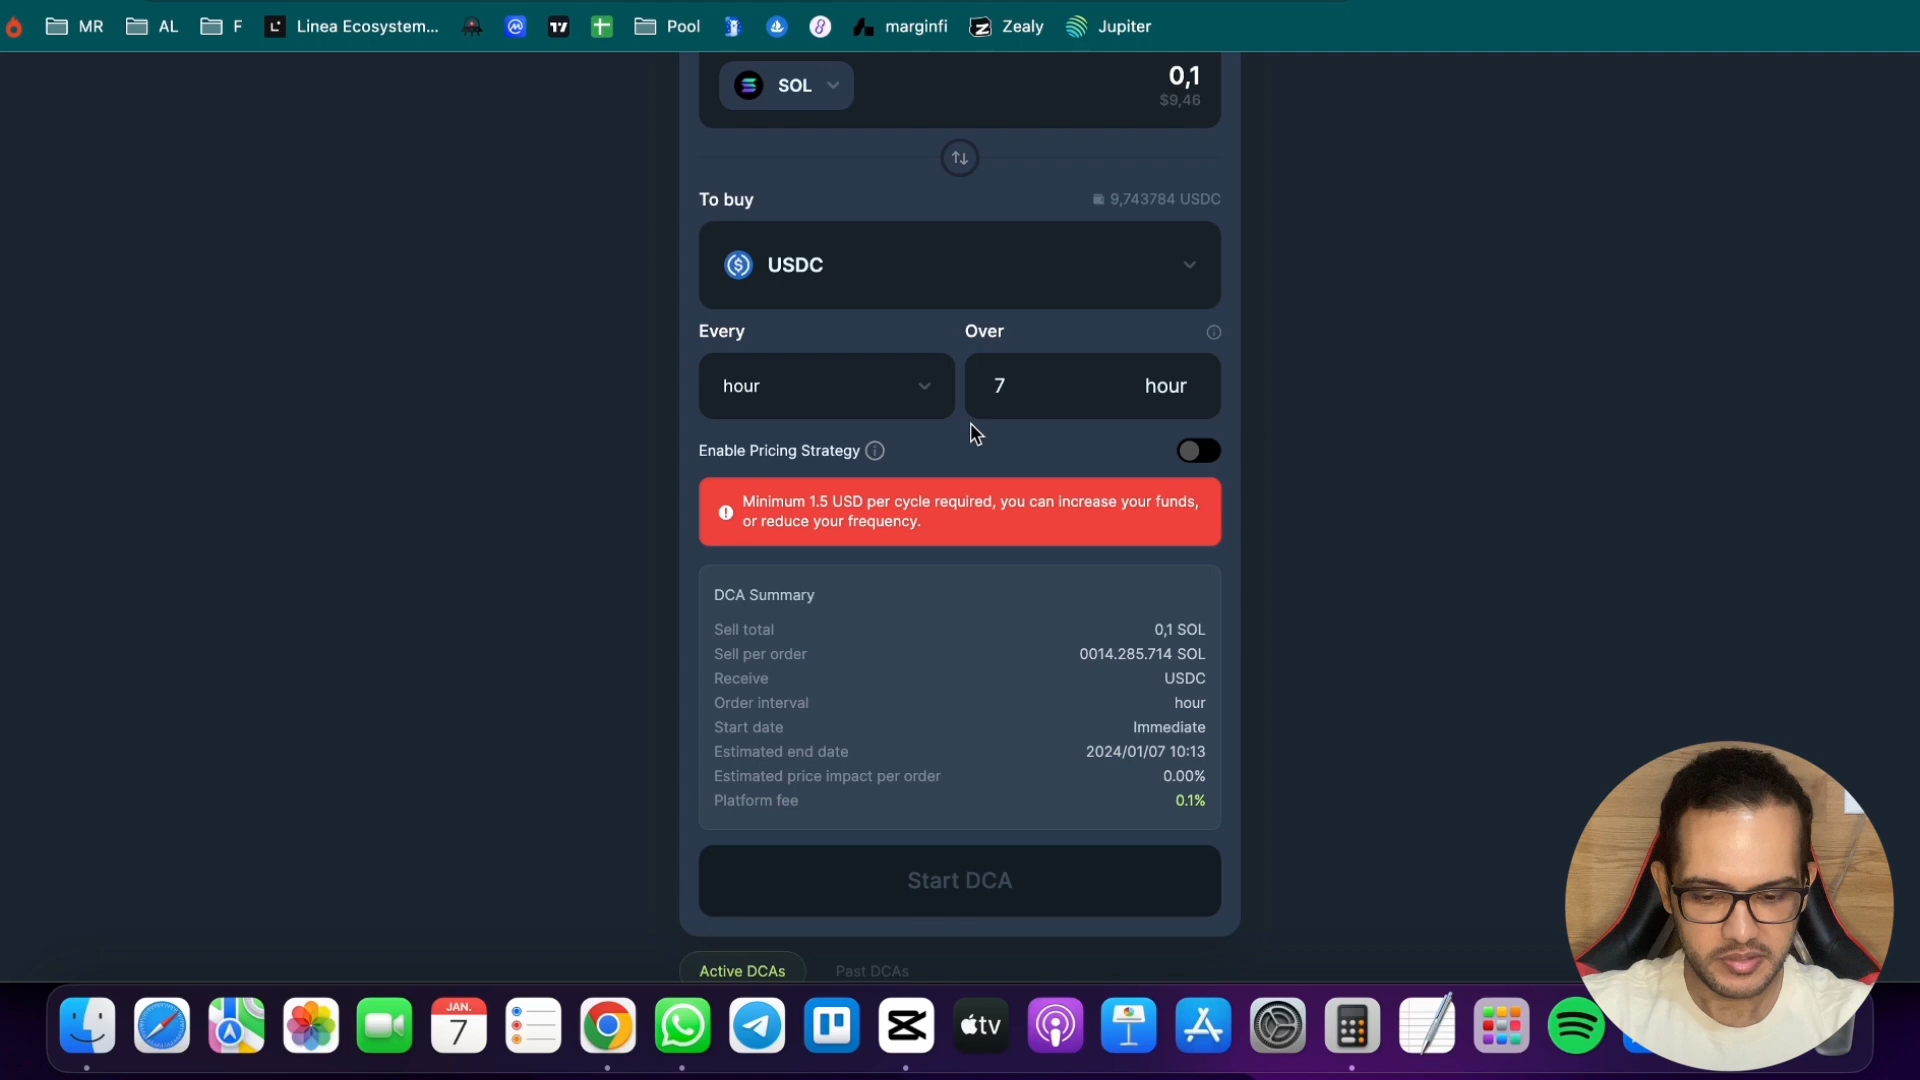 MR
AL
F
Linea Ecosystem...
Pool
marginfi
Zealy
Jupiter
SOL
0,1
$9,46
To buy
9,743784 USDC
USDC
Every
Over
hour
7
hour
Enable Pricing Strategy
Minimum 1.5 USD per cycle required, you can increase your funds,
or reduce your frequency.
DCA Summary
Sell total
0,1 SOL
Sell per order
0014.285.714 SOL
Receive
USDC
Order interval
hour
Start date
Immediate
Estimated end date
2024/01/07 10:13
Estimated price impact per order
0.00%
Platform fee
0.1%
Start DCA
Active DCAs
Past DCAs
JAN.
7
tv